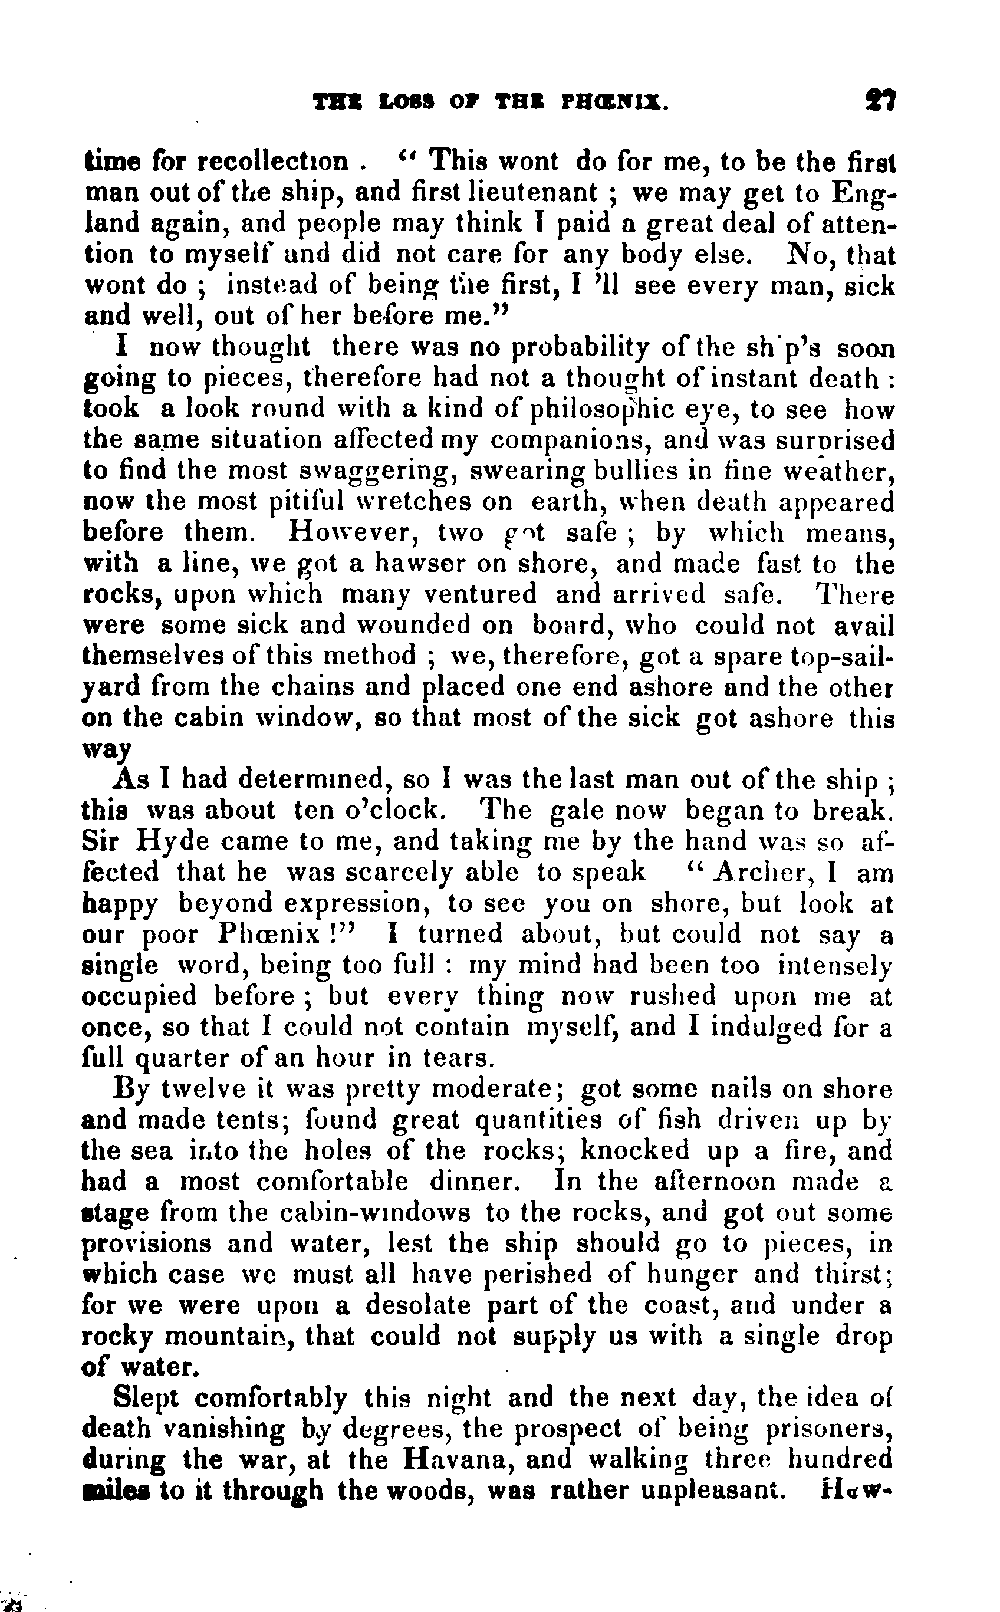 THE LOSS OF THE PHŒNIX. 27
time for recollection . “ This wont do for me, to be the first
man out of the ship, and first lieutenant ; we may get to Eng-
land again, and people may think I paid a great deal of atten-
tion to myself and did not care for any body else. No, that
wont do ; instead of being the first, I ’ll see every man, sick
and well, out of her before me.”
I now thought there was no probability of the ship’s soon
going to pieces, therefore had not a thought of instant death :
took a look round with a kind of philosophic eye, to see how
the same situation affected my companions, and was surprised
to find the most swaggering, swearing bullies in fine weather,
now the most pitiful wretches on earth, when death appeared
before them. However, two got safe ; by which means,
with a line, we got a hawser on shore, and made fast to the
rocks, upon which many ventured and arrived safe. There
were some sick and wounded on board, who could not avail
themselves of this method ; we, therefore, got a spare top-sail-
yard from the chains and placed one end ashore and the other
on the cabin window, so that most of the sick got ashore this
way
As I had determined, so I was the last man out of the ship ;
this was about ten o’clock. The gale now began to break.
Sir Hyde came to me, and taking me by the hand was so af-
fected that he was scarcely able to speak “ Archer, I am
happy beyond expression, to see you on shore, but look at
our poor Phœnix !” I turned about, but could not say a
single word, being too full : my mind had been too intensely
occupied before ; but every thing now rushed upon me at
once, so that I could not contain myself, and I indulged for a
full quarter of an hour in tears.
By twelve it was pretty moderate; got some nails on shore
and made tents; found great quantities of fish driven up by
the sea into the holes of the rocks; knocked up a fire, and
had a most comfortable dinner. In the afternoon made a
stage from the cabin-windows to the rocks, and got out some
provisions and water, lest the ship should go to pieces, in
which case we must all have perished of hunger and thirst;
for we were upon a desolate part of the coast, and under a
rocky mountain, that could not supply us with a single drop
of water.
Slept comfortably this night and the next day, the idea of
death vanishing by degrees, the prospect of being prisoners,
during the war, at the Havana, and walking three hundred
miles to it through the woods, was rather unpleasant. How-